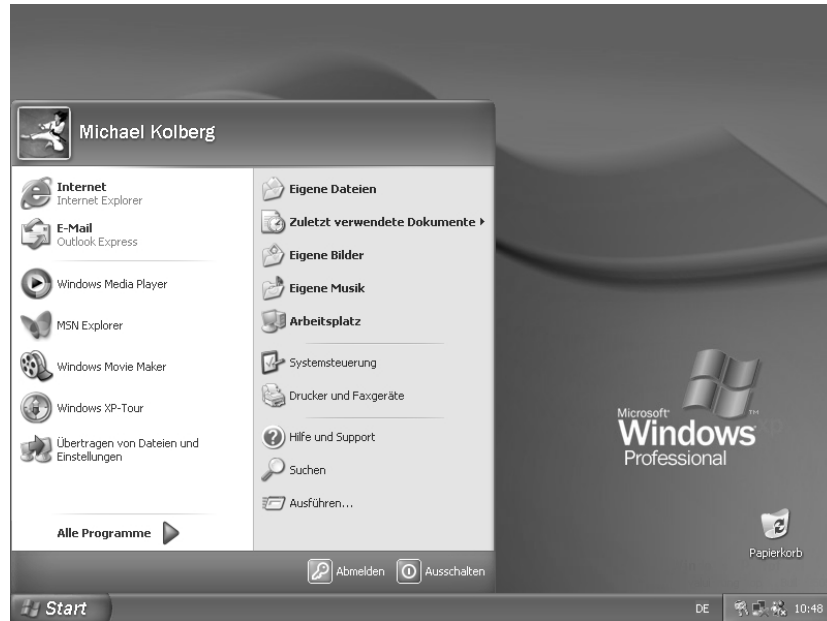 Michael Kolberg
Internet
Internet Explorer
E-Mail
Outlook Express
Windows Media Player
MSN Explorer
Windows Movie Maker
Windows XP-Tour
Übertragen von Dateien und
Einstellungen
Alle Programme
Eigene Dateien
Zuletzt verwendete Dokumente
Eigene Bilder
Eigene Musik
Arbeitsplatz
Systemsteuerung
Drucker und Faxgeräte
Hilfe und Support
Suchen
Ausführen...
Abmelden
Ausschalten
Microsoft
Windows xp
Professional
Papierkorb
Start
DE
10:48